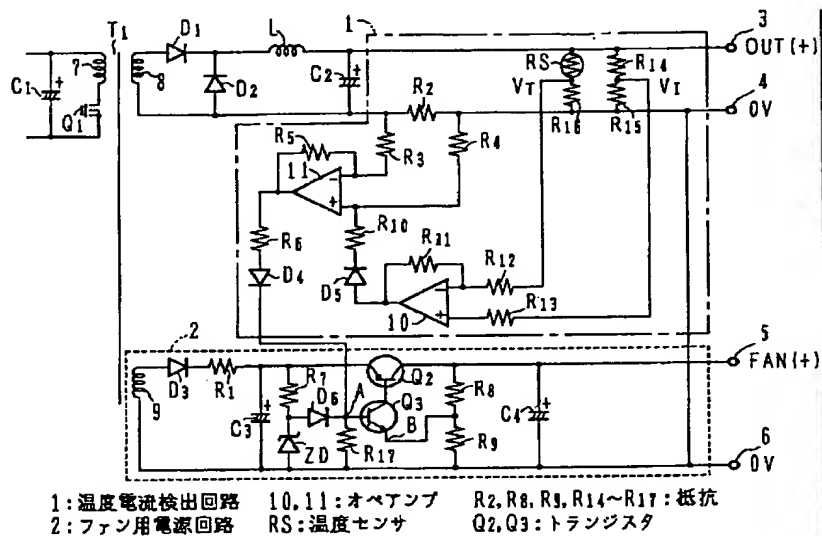 T1 D1 L 1 3
OUT(+)
C1 + 7 8 D2 C2 + RS R14
VT VI
R2 4
0V
Q1 R16 R15
R5 R3 R4
11 - +
R6 R10 R11 R12
D4 D5 R13
- + 10
2 5
FAN(+)
D3 R1 Q2
9 C3 + R7 D6 A Q3 R8 C4 +
ZD R17 B R9
6
0V
1:温度電流検出回路 10,11:オペアンプ R2,R8,R9,R14~R17:抵抗
2:ファン用電源回路 RS:温度センサ Q2,Q3:トランジスタ